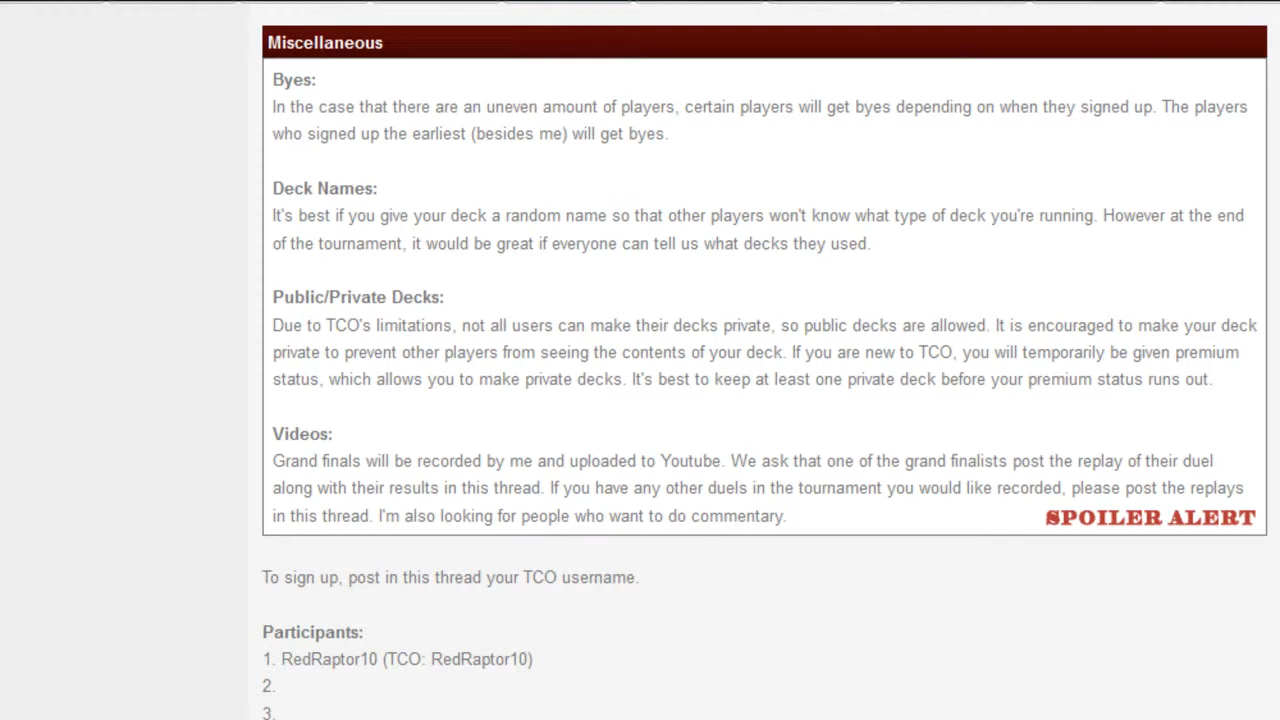 Miscellaneous
Byes:
In the case that there are an uneven amount of players, certain players will get byes depending on when they signed up. The players
who signed up the earliest (besides me) will get byes.
Deck Names:
It's best if you give your deck a random name so that other players won't know what type of deck you're running. However at the end
of the tournament, it would be great if everyone can tell us what decks they used.
Public/Private Decks:
Due to TCO's limitations, not all users can make their decks private, so public decks are allowed. It is encouraged to make your deck
private to prevent other players from seeing the contents of your deck. If you are new to TCO, you will temporarily be given premium
status, which allows you to make private decks. It's best to keep at least one private deck before your premium status runs out.
Videos:
Grand finals will be recorded by me and uploaded to Youtube. We ask that one of the grand finalists post the replay of their duel
along with their results in this thread. If you have any other duels in the tournament you would like recorded, please post the replays
in this thread. I'm also looking for people who want to do commentary.
SPOILER ALERT
To sign up, post in this thread your TCO username.
Participants:
1. RedRaptor10 (TCO: RedRaptor10)
2.
3.